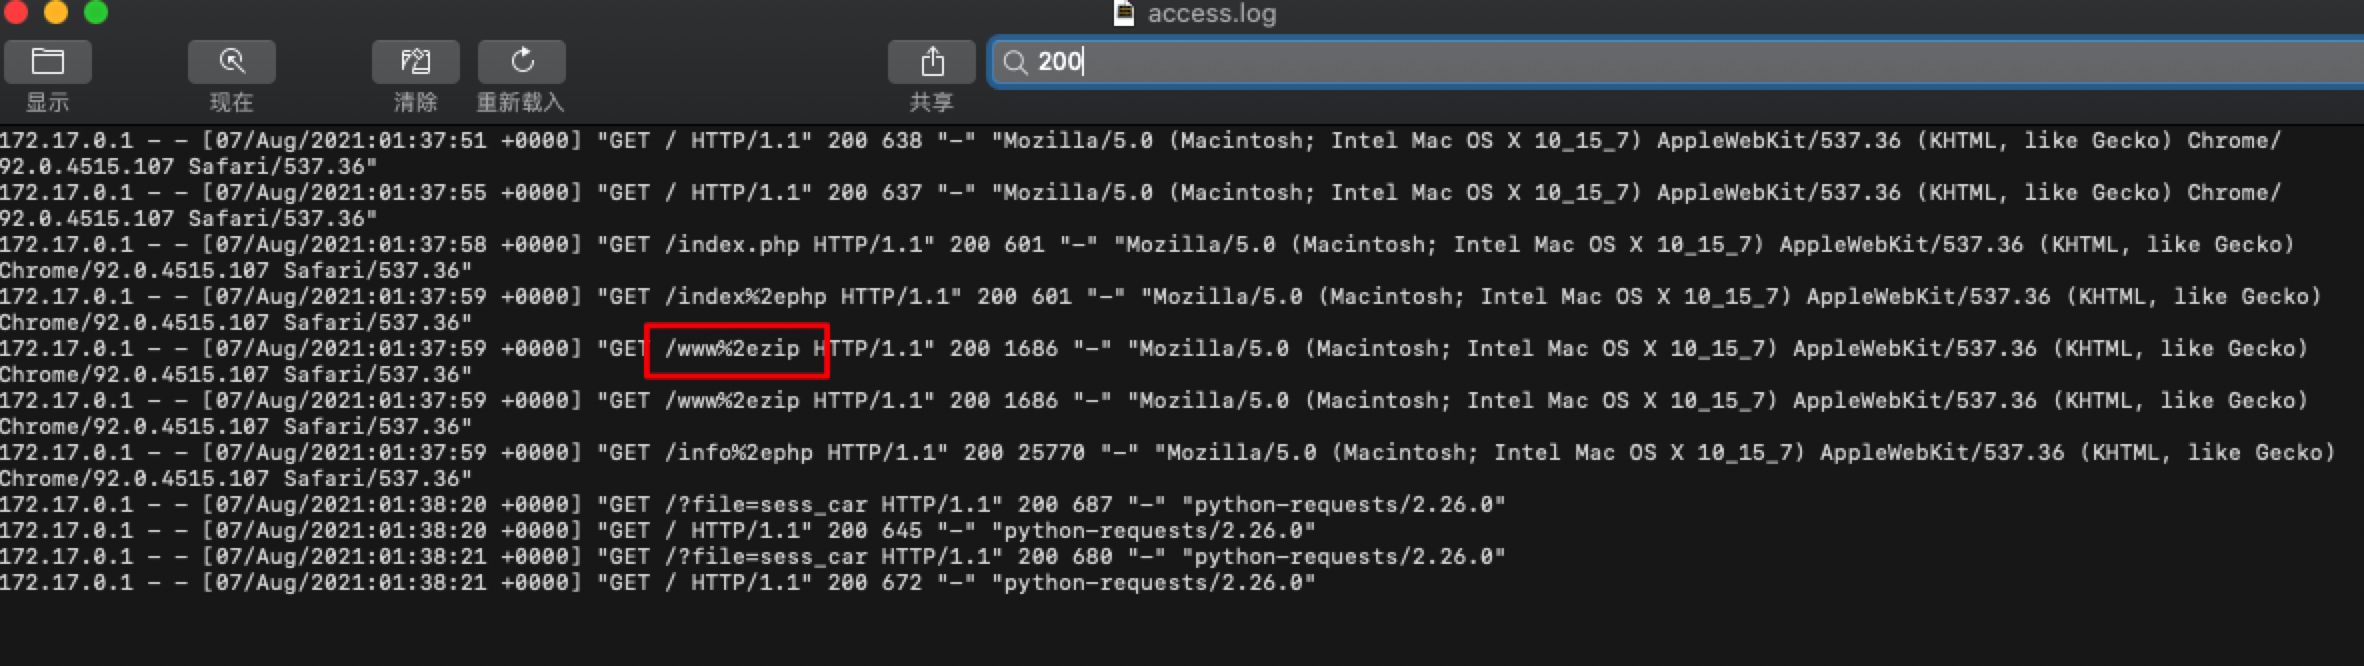 access.log
200
显示 现在 清除 重新载入 共享
172.17.0.1 - - [07/Aug/2021:01:37:51 +0000] "GET / HTTP/1.1" 200 638 "-" "Mozilla/5.0 (Macintosh; Intel Mac OS X 10_15_7) AppleWebKit/537.36 (KHTML, like Gecko) Chrome/
92.0.4515.107 Safari/537.36"
172.17.0.1 - - [07/Aug/2021:01:37:55 +0000] "GET / HTTP/1.1" 200 637 "-" "Mozilla/5.0 (Macintosh; Intel Mac OS X 10_15_7) AppleWebKit/537.36 (KHTML, like Gecko) Chrome/
92.0.4515.107 Safari/537.36"
172.17.0.1 - - [07/Aug/2021:01:37:58 +0000] "GET /index.php HTTP/1.1" 200 601 "-" "Mozilla/5.0 (Macintosh; Intel Mac OS X 10_15_7) AppleWebKit/537.36 (KHTML, like Gecko)
Chrome/92.0.4515.107 Safari/537.36"
172.17.0.1 - - [07/Aug/2021:01:37:59 +0000] "GET /index%2ephp HTTP/1.1" 200 601 "-" "Mozilla/5.0 (Macintosh; Intel Mac OS X 10_15_7) AppleWebKit/537.36 (KHTML, like Gecko)
Chrome/92.0.4515.107 Safari/537.36"
172.17.0.1 - - [07/Aug/2021:01:37:59 +0000] "GET /www%2ezip HTTP/1.1" 200 1686 "-" "Mozilla/5.0 (Macintosh; Intel Mac OS X 10_15_7) AppleWebKit/537.36 (KHTML, like Gecko)
Chrome/92.0.4515.107 Safari/537.36"
172.17.0.1 - - [07/Aug/2021:01:37:59 +0000] "GET /www%2ezip HTTP/1.1" 200 1686 "-" "Mozilla/5.0 (Macintosh; Intel Mac OS X 10_15_7) AppleWebKit/537.36 (KHTML, like Gecko)
Chrome/92.0.4515.107 Safari/537.36"
172.17.0.1 - - [07/Aug/2021:01:37:59 +0000] "GET /info%2ephp HTTP/1.1" 200 25770 "-" "Mozilla/5.0 (Macintosh; Intel Mac OS X 10_15_7) AppleWebKit/537.36 (KHTML, like Gecko)
Chrome/92.0.4515.107 Safari/537.36"
172.17.0.1 - - [07/Aug/2021:01:38:20 +0000] "GET /?file=sess_car HTTP/1.1" 200 687 "-" "python-requests/2.26.0"
172.17.0.1 - - [07/Aug/2021:01:38:20 +0000] "GET / HTTP/1.1" 200 645 "-" "python-requests/2.26.0"
172.17.0.1 - - [07/Aug/2021:01:38:21 +0000] "GET /?file=sess_car HTTP/1.1" 200 680 "-" "python-requests/2.26.0"
172.17.0.1 - - [07/Aug/2021:01:38:21 +0000] "GET / HTTP/1.1" 200 672 "-" "python-requests/2.26.0"